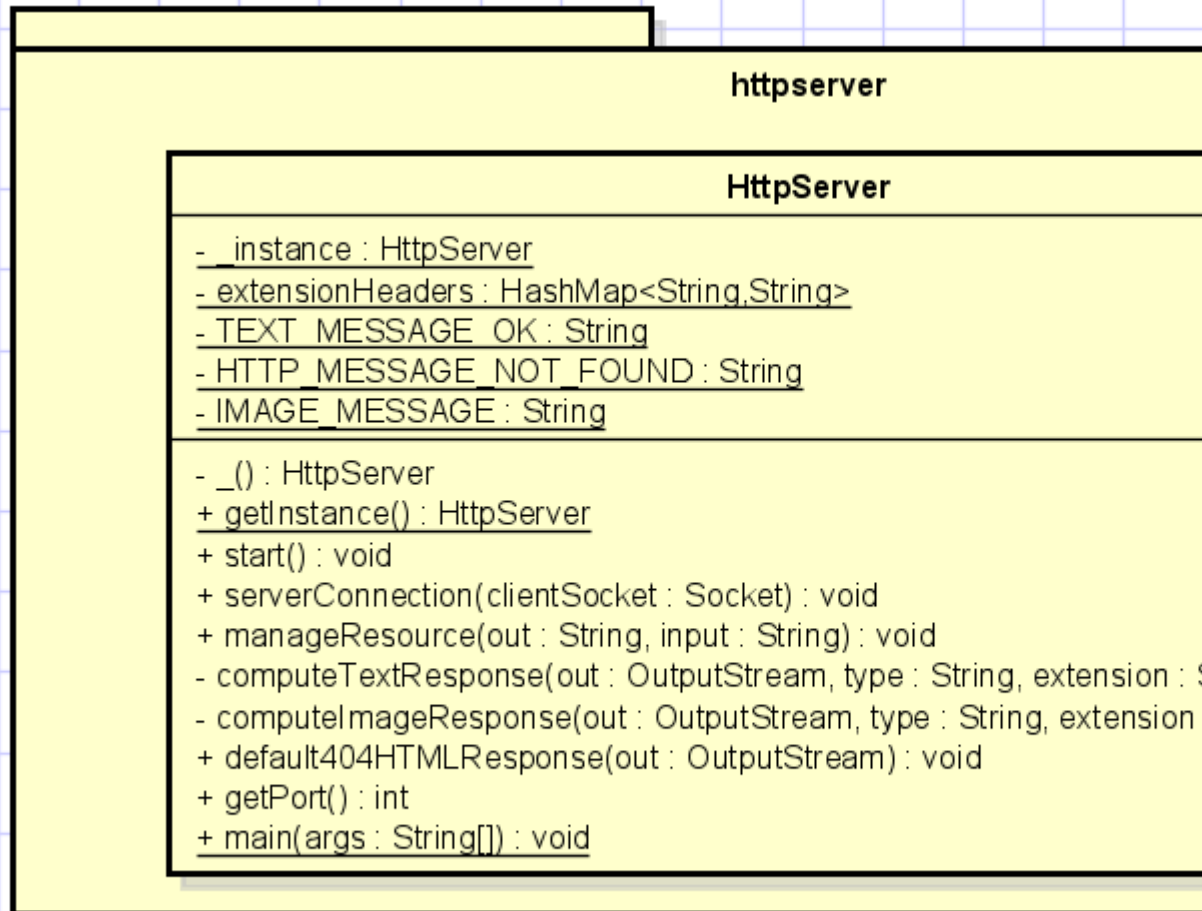 httpserver
HttpServer
- _instance : HttpServer
- extensionHeaders : HashMap<String,String>
- TEXT_MESSAGE_OK : String
- HTTP_MESSAGE_NOT_FOUND : String
- IMAGE_MESSAGE : String
- _() : HttpServer
+ getInstance() : HttpServer
+ start() : void
+ serverConnection(clientSocket : Socket) : void
+ manageResource(out : String, input : String) : void
- computeTextResponse(out : OutputStream, type : String, extension :
- computeImageResponse(out : OutputStream, type : String, extension
+ default404HTMLResponse(out : OutputStream) : void
+ getPort() : int
+ main(args : String[]) : void